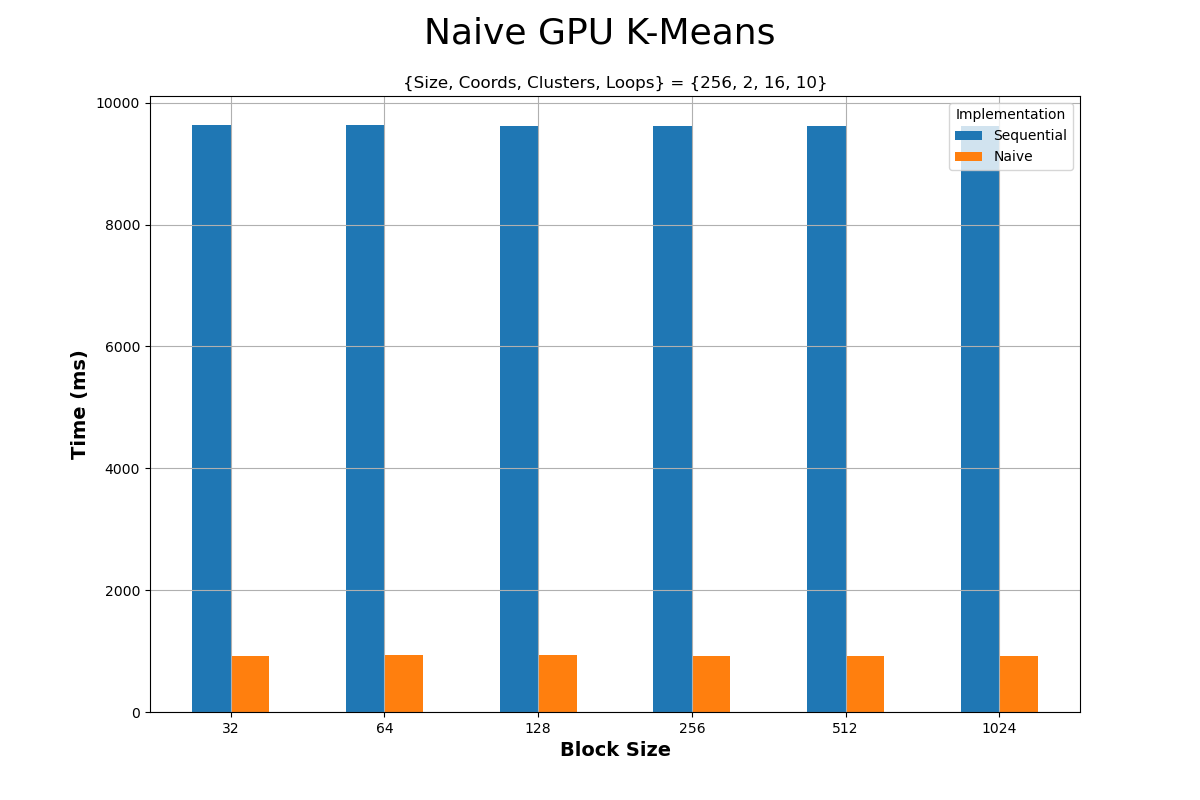 Naive GPU K-Means
{Size, Coords, Clusters, Loops} = {256, 2, 16, 10}
10000
8000
6000
4000
2000
0
Time (ms)
Implementation
Sequential
Naive
32 64 128 256 512 1024
Block Size